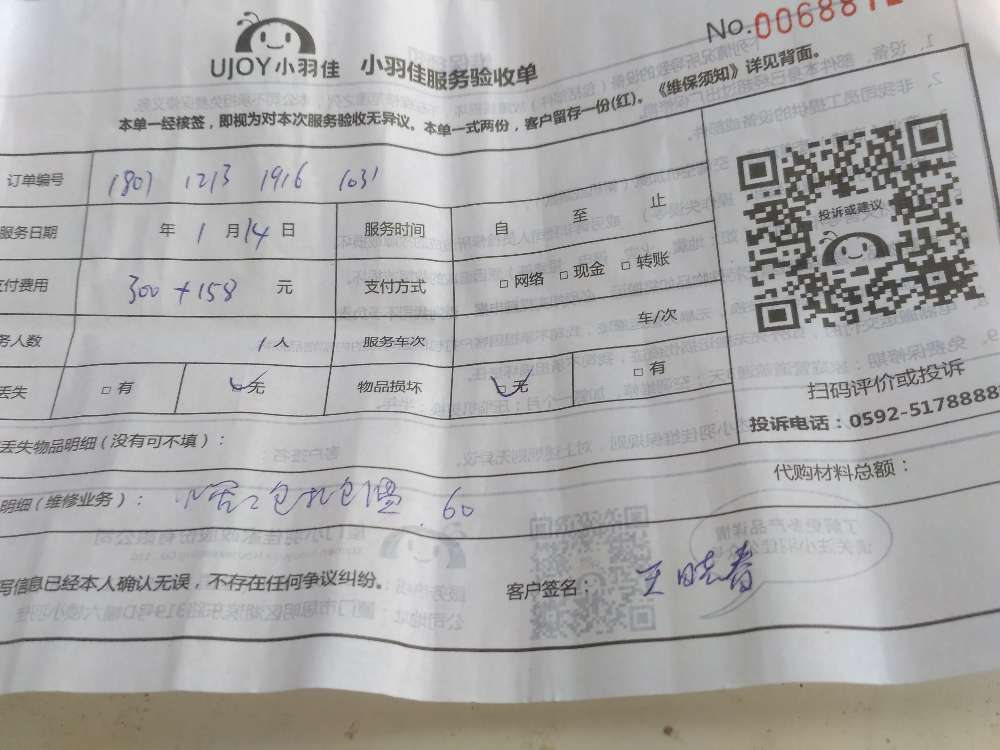 No.006881
UJOY小羽佳 小羽佳服务验收单
本单一经核签，即视为对本次服务验收无异议。本单一式两份，客户留存一份(红)。《维保须知》详见背面。
订单编号 1801 1213 1916 1031
服务日期 年 1 月 14 日 服务时间 自 至 止
付费用 300+158 元 支付方式 □网络 □现金 □转账
务人数 1人 服务车次 车/次
丢失 □有 □无 物品损坏 □无 □有
投诉或建议
扫码评价或投诉
投诉电话：0592-5178888
丢失物品明细(没有可不填)：
代购材料总额：
明细(维修业务)： 60
写信息已经本人确认无误，不存在任何争议纠纷。 客户签名： 王晓春